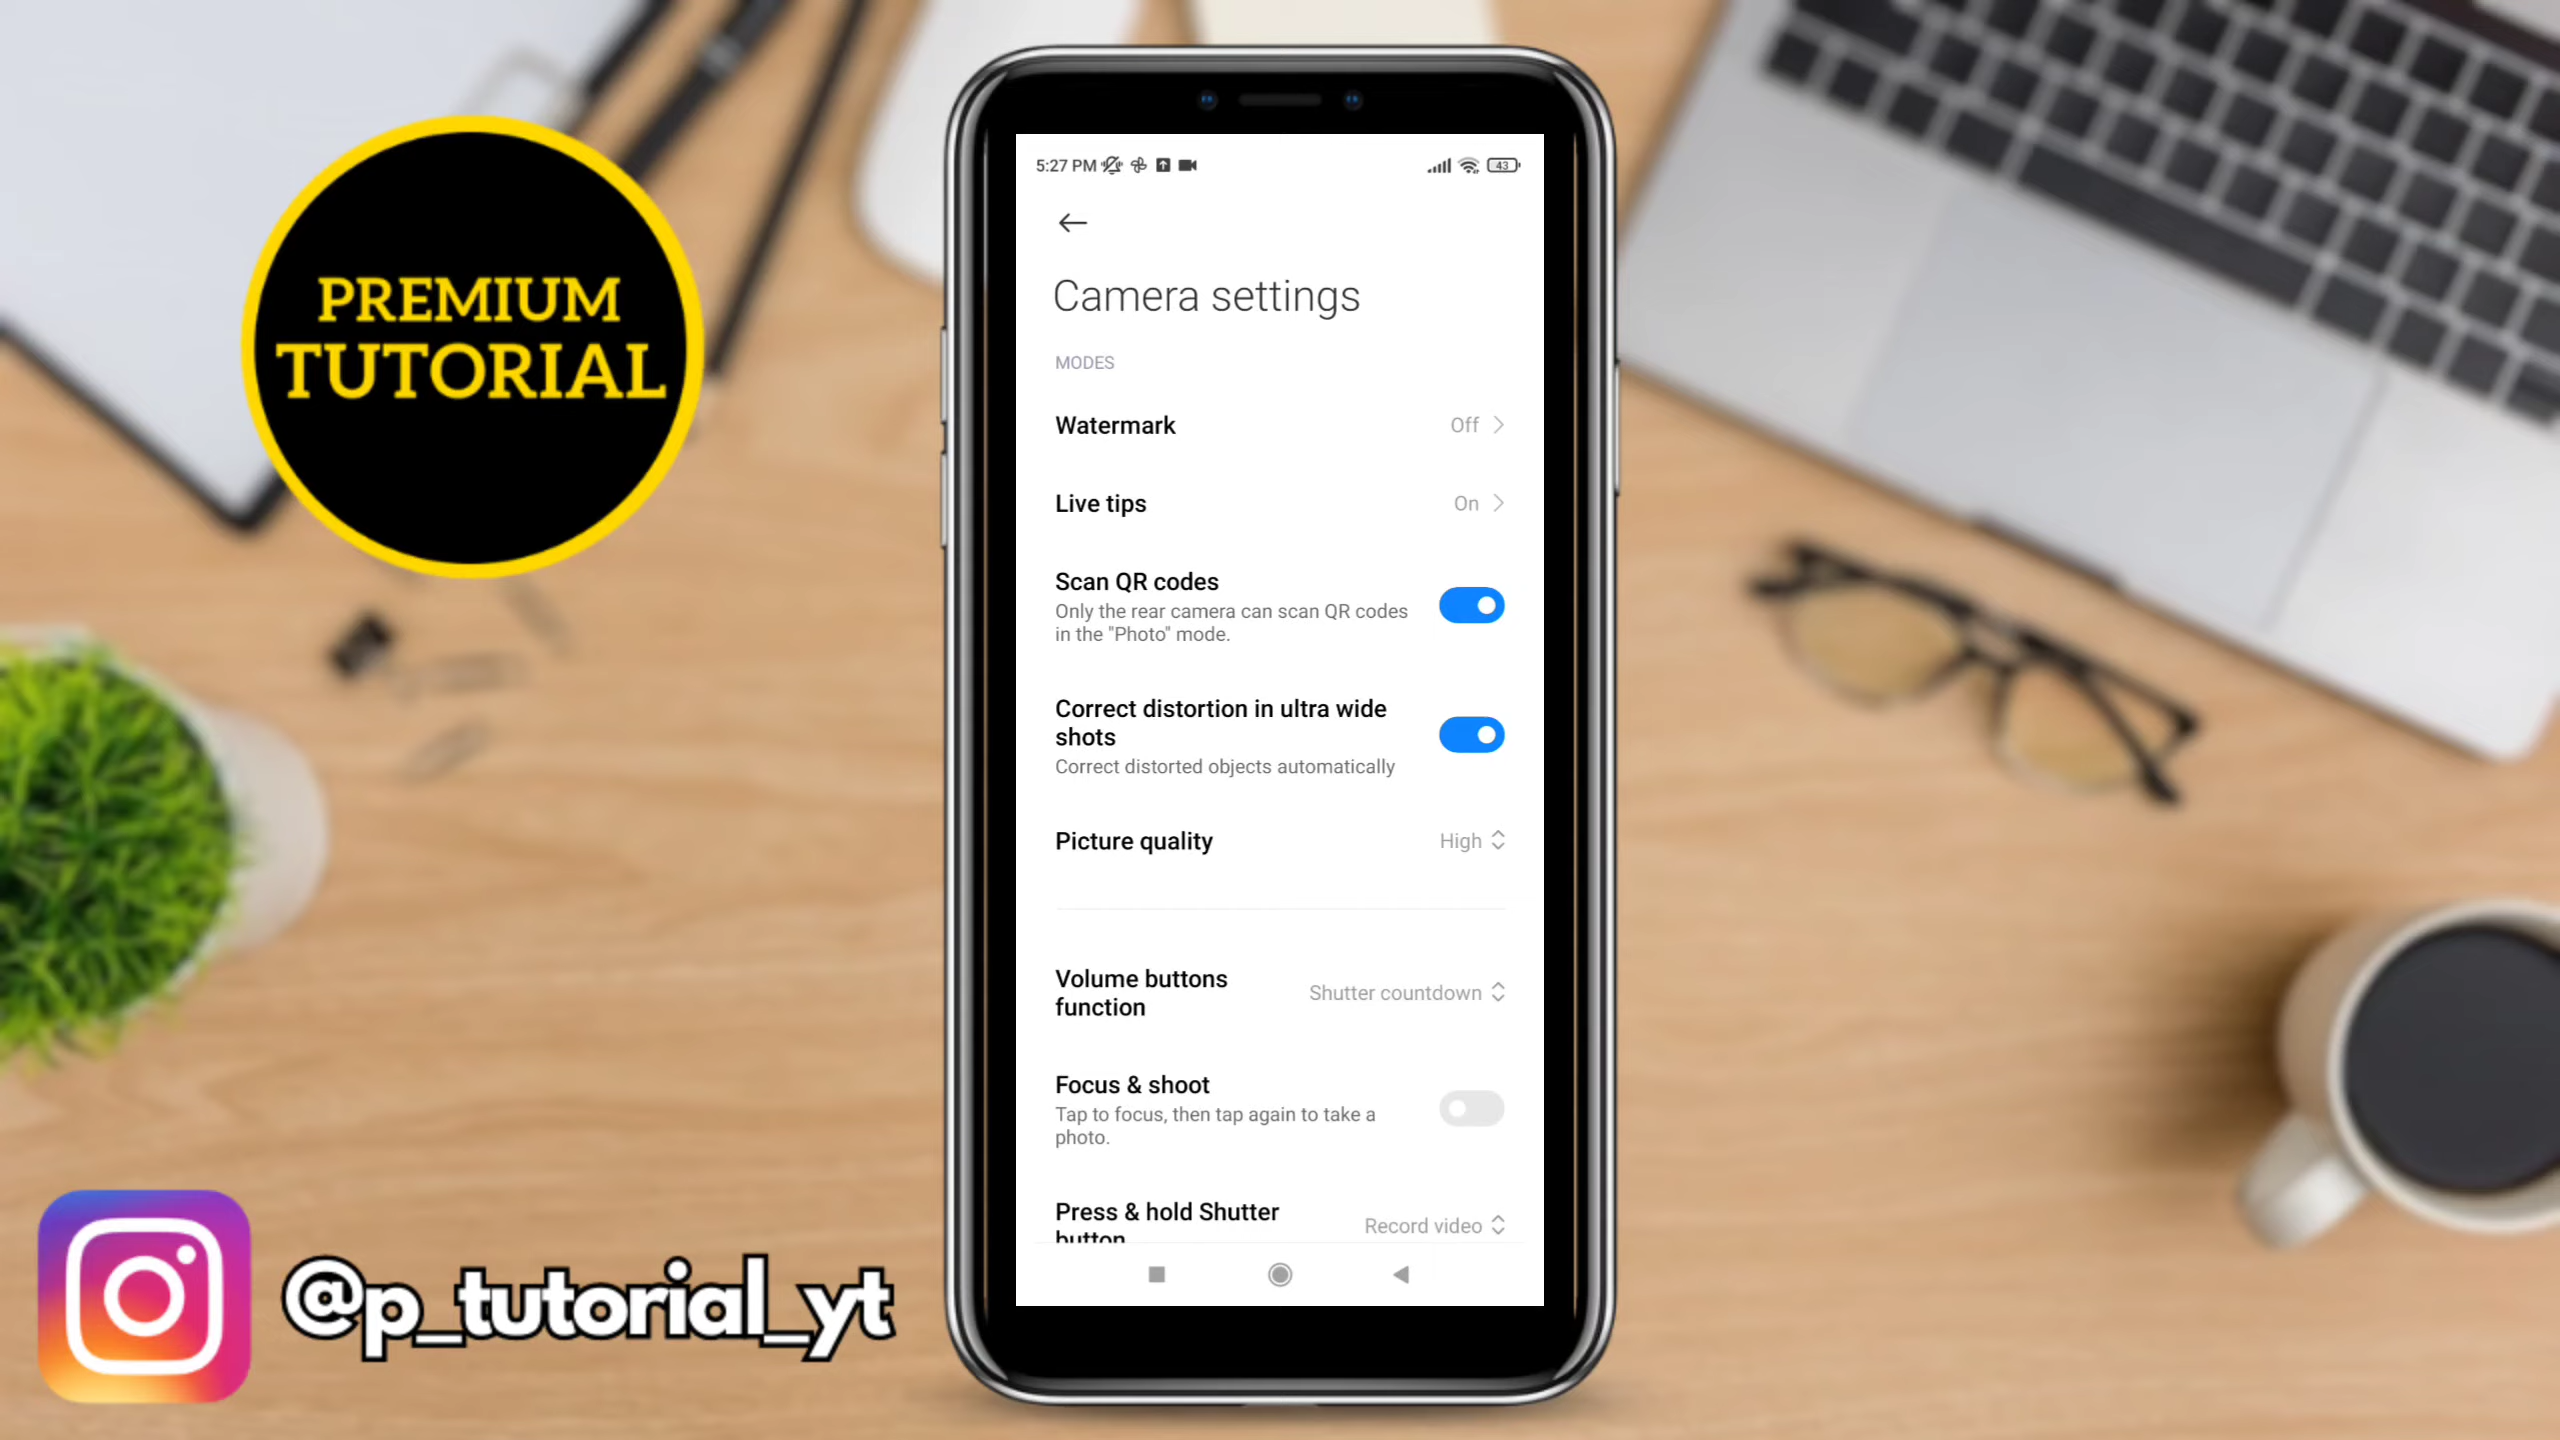 PREMIUM
TUTORIAL
@p_tutorial_yt
5:27 PM
43
Camera settings
MODES
Watermark
Off
Live tips
On
Scan QR codes
Only the rear camera can scan QR codes
in the "Photo" mode.
Correct distortion in ultra wide
shots
Correct distorted objects automatically
Picture quality
High
Volume buttons
function
Shutter countdown
Focus & shoot
Tap to focus, then tap again to take a
photo.
Press & hold Shutter
button
Record video